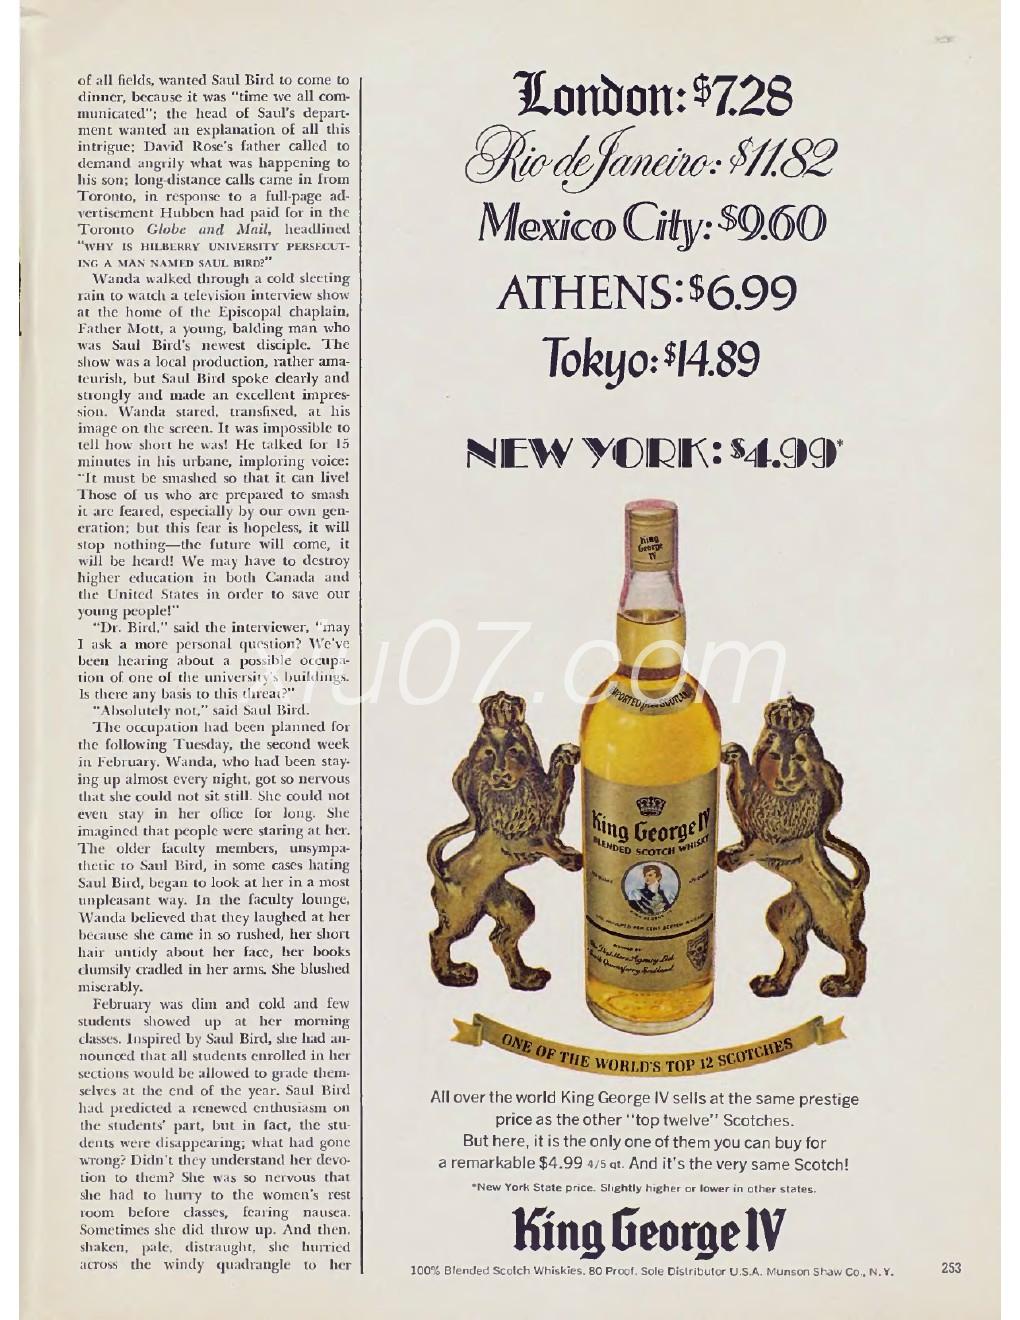 of all fields, wanted Saul Bird to come to
dinner, because it was "time we all com-
municated"; the head of Saul's depart-
ment wanted an explanation of all this
intrigue; David Rose's father called to
demand angrily what was happening to
his son; long-distance calls came in from
Toronto, in response to a full-page ad-
vertisement Hubben had paid for in the
Toronto Globe and Mail, headlined
"WHY IS HILBERRY UNIVERSITY PERSECUT-
ING A MAN NAMED SAUL BIRD?"
Wanda walked through a cold sleeting
rain to watch a television interview show
at the home of the Episcopal chaplain,
Father Mott, a young, balding man who
was Saul Bird's newest disciple. The
show was a local production, rather ama-
teurish, but Saul Bird spoke clearly and
strongly and made an excellent impres-
sion. Wanda stared, transfixed, at his
image on the screen. It was impossible to
tell how short he was! He talked for 15
minutes in his urbane, imploring voice:
"It must be smashed so that it can live!
Those of us who are prepared to smash
it are feared, especially by our own gen-
eration; but this fear is hopeless, it will
stop nothing—the future will come, it
will be heard! We may have to destroy
higher education in both Canada and
the United States in order to save our
young people!"
"Dr. Bird," said the interviewer, "may
I ask a more personal question? We've
been hearing about a possible occupa-
tion of one of the university's buildings.
Is there any basis to this threat?"
"Absolutely not," said Saul Bird.
The occupation had been planned for
the following Tuesday, the second week
in February. Wanda, who had been stay-
ing up almost every night, got so nervous
that she could not sit still. She could not
even stay in her office for long. She
imagined that people were staring at her.
The older faculty members, unsympa-
thetic to Saul Bird, in some cases hating
Saul Bird, began to look at her in a most
unpleasant way. In the faculty lounge,
Wanda believed that they laughed at her
because she came in so rushed, her short
hair untidy about her face, her books
clumsily cradled in her arms. She blushed
miserably.
February was dim and cold and few
students showed up at her morning
classes. Inspired by Saul Bird, she had an-
nounced that all students enrolled in her
sections would be allowed to grade them-
selves at the end of the year. Saul Bird
had predicted a renewed enthusiasm on
the students' part, but in fact, the stu-
dents were disappearing; what had gone
wrong? Didn't they understand her devo-
tion to them? She was so nervous that
she had to hurry to the women's rest
room before classes, fearing nausea.
Sometimes she did throw up. And then,
shaken, pale, distraught, she hurried
across the windy quadrangle to her
London: $7.28
Rio de Janeiro: $11.82
Mexico City: $9.60
ATHENS: $6.99
Tokyo: $14.89
NEW YORK: $4.99*
King
George
IV
IMPORTED from SCOTLAND
King George IV
BLENDED SCOTCH WHISKY
ONE OF THE WORLD'S TOP 12 SCOTCHES
All over the world King George IV sells at the same prestige
price as the other "top twelve" Scotches.
But here, it is the only one of them you can buy for
a remarkable $4.99 4/5 qt. And it's the very same Scotch!
*New York State price. Slightly higher or lower in other states.
King George IV
100% Blended Scotch Whiskies. 80 Proof. Sole Distributor U.S.A. Munson Shaw Co., N.Y.
253
xiu07.com